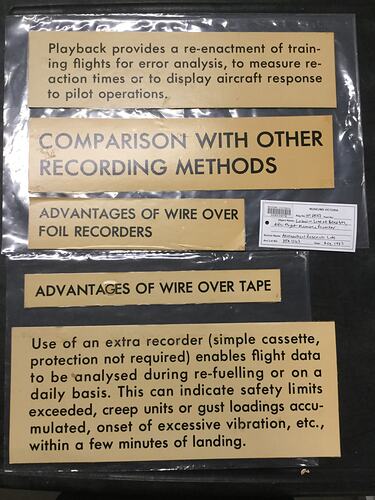 Playback provides a re-enactment of train-
ing flights for error analysis, to measure re-
action times or to display aircraft response
to pilot operations.
COMPARISON WITH OTHER
RECORDING METHODS
ADVANTAGES OF WIRE OVER
FOIL RECORDERS
MUSEUMS VICTORIA
ADVANTAGES OF WIRE OVER TAPE
Use of an extra recorder (simple cassette,
protection not required) enables flight data
to be analysed during re-fuelling or on a
daily basis. This can indicate safety limits
exceeded, creep units or gust loadings accu-
mulated, onset of excessive vibration, etc.,
within a few minutes of landing.